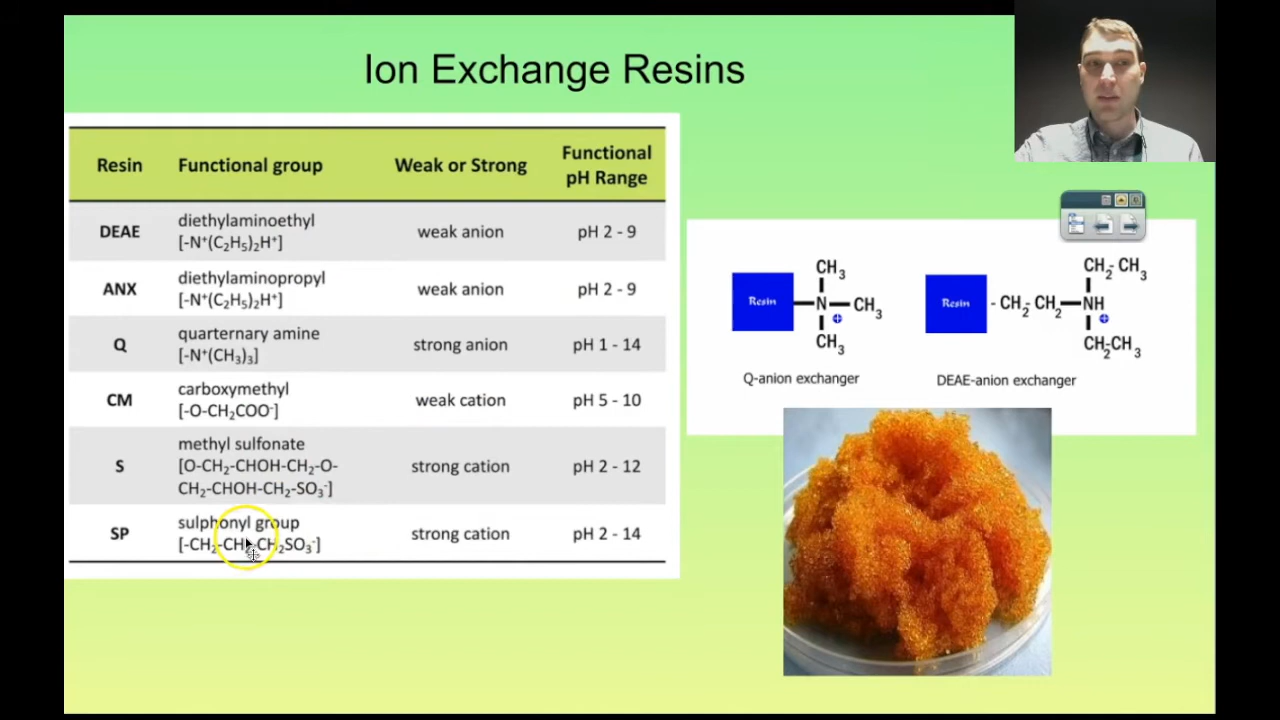 Ion Exchange Resins
Resin Functional group Weak or Strong Functional pH Range
DEAE diethylaminoethyl weak anion pH 2 - 9
[-N⁺(C₂H₅)₂H⁺]
ANX diethylaminopropyl weak anion pH 2 - 9
[-N⁺(C₂H₅)₂H⁺]
Q quarternary amine strong anion pH 1 - 14
[-N⁺(CH₃)₃]
CM carboxymethyl weak cation pH 5 - 10
[-O-CH₂COO⁻]
S methyl sulfonate strong cation pH 2 - 12
[O-CH₂-CHOH-CH₂-O-
CH₂-CHOH-CH₂-SO₃⁻]
SP sulphonyl group strong cation pH 2 - 14
[-CH₂-CH₂-CH₂SO₃⁻]
CH₃
Resin N CH₃
+
CH₃
Q-anion exchanger
CH₂-CH₃
Resin -CH₂-CH₂ NH
+
CH₂CH₃
DEAE-anion exchanger